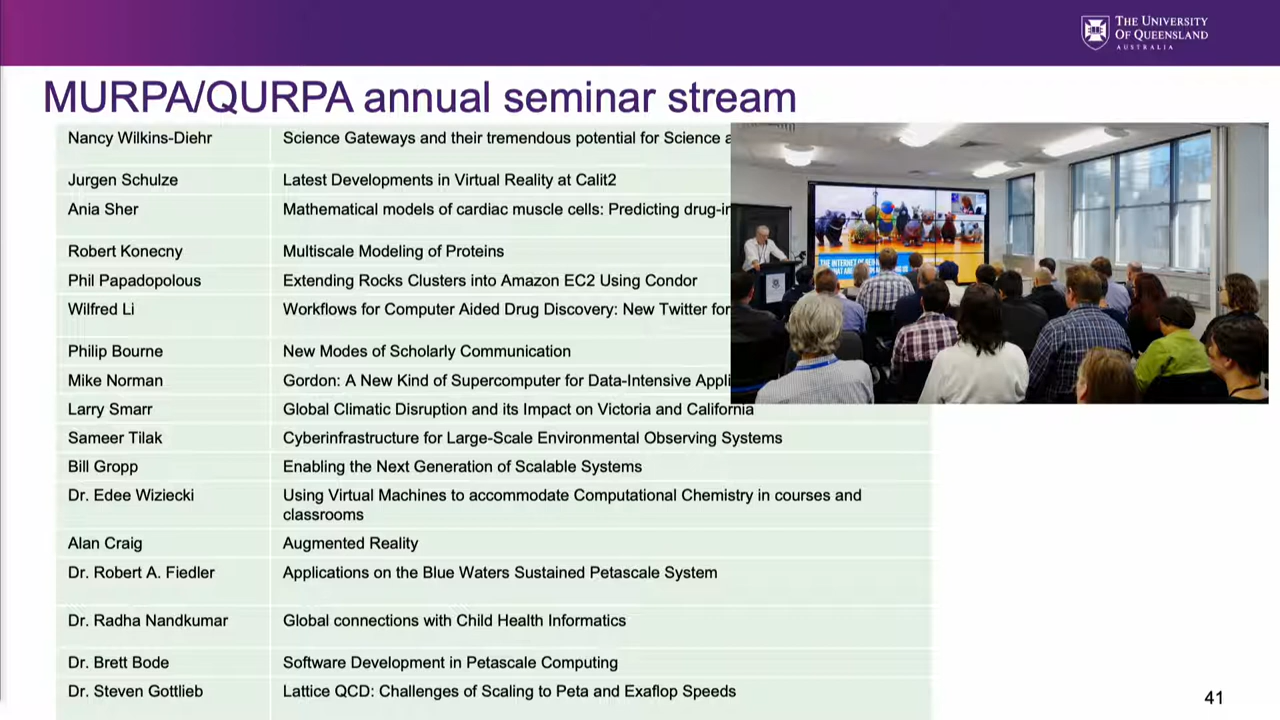 THE UNIVERSITY
OF QUEENSLAND
AUSTRALIA
MURPA/QURPA annual seminar stream
Nancy Wilkins-Diehr Science Gateways and their tremendous potential for Science
Jurgen Schulze Latest Developments in Virtual Reality at Calit2
Ania Sher Mathematical models of cardiac muscle cells: Predicting
Robert Konecny Multiscale Modeling of Proteins
Phil Papadopolous Extending Rocks Clusters into Amazon EC2 Using Condor
Wilfred Li Workflows for Computer Aided Drug Discovery: New Twitter for
Philip Bourne New Modes of Scholarly Communication
Mike Norman Gordon: A New Kind of Supercomputer for Data-Intensive
Larry Smarr Global Climatic Disruption and its Impact on Victoria and California
Sameer Tilak Cyberinfrastructure for Large-Scale Environmental Observing Systems
Bill Gropp Enabling the Next Generation of Scalable Systems
Dr. Edee Wiziecki Using Virtual Machines to accommodate Computational Chemistry in courses and
classrooms
Alan Craig Augmented Reality
Dr. Robert A. Fiedler Applications on the Blue Waters Sustained Petascale System
Dr. Radha Nandkumar Global connections with Child Health Informatics
Dr. Brett Bode Software Development in Petascale Computing
Dr. Steven Gottlieb Lattice QCD: Challenges of Scaling to Peta and Exaflop Speeds
THE INTERNET OF
41